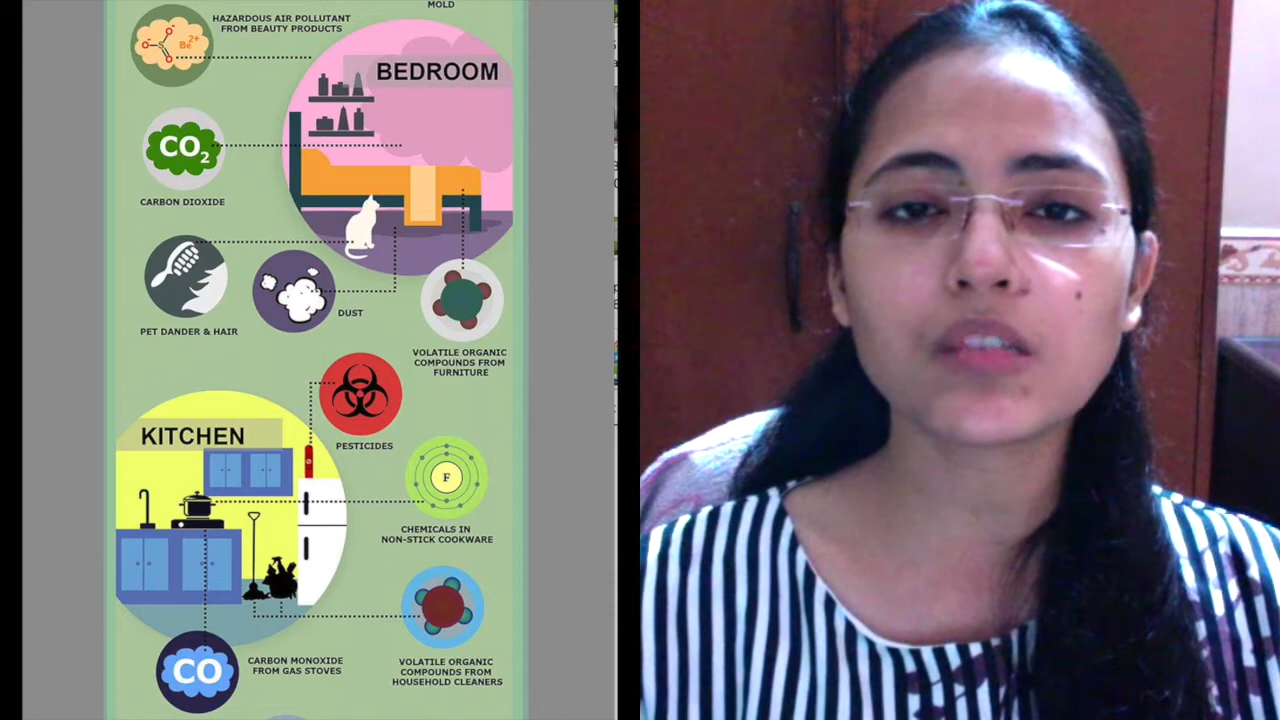 MOLD
HAZARDOUS AIR POLLUTANT
FROM BEAUTY PRODUCTS
O⁻
O⁻
S
O
Be²⁺
BEDROOM
CO₂
CARBON DIOXIDE
PET DANDER & HAIR
DUST
VOLATILE ORGANIC
COMPOUNDS FROM
FURNITURE
PESTICIDES
KITCHEN
F
CHEMICALS IN
NON-STICK COOKWARE
CO
CARBON MONOXIDE
FROM GAS STOVES
VOLATILE ORGANIC
COMPOUNDS FROM
HOUSEHOLD CLEANERS